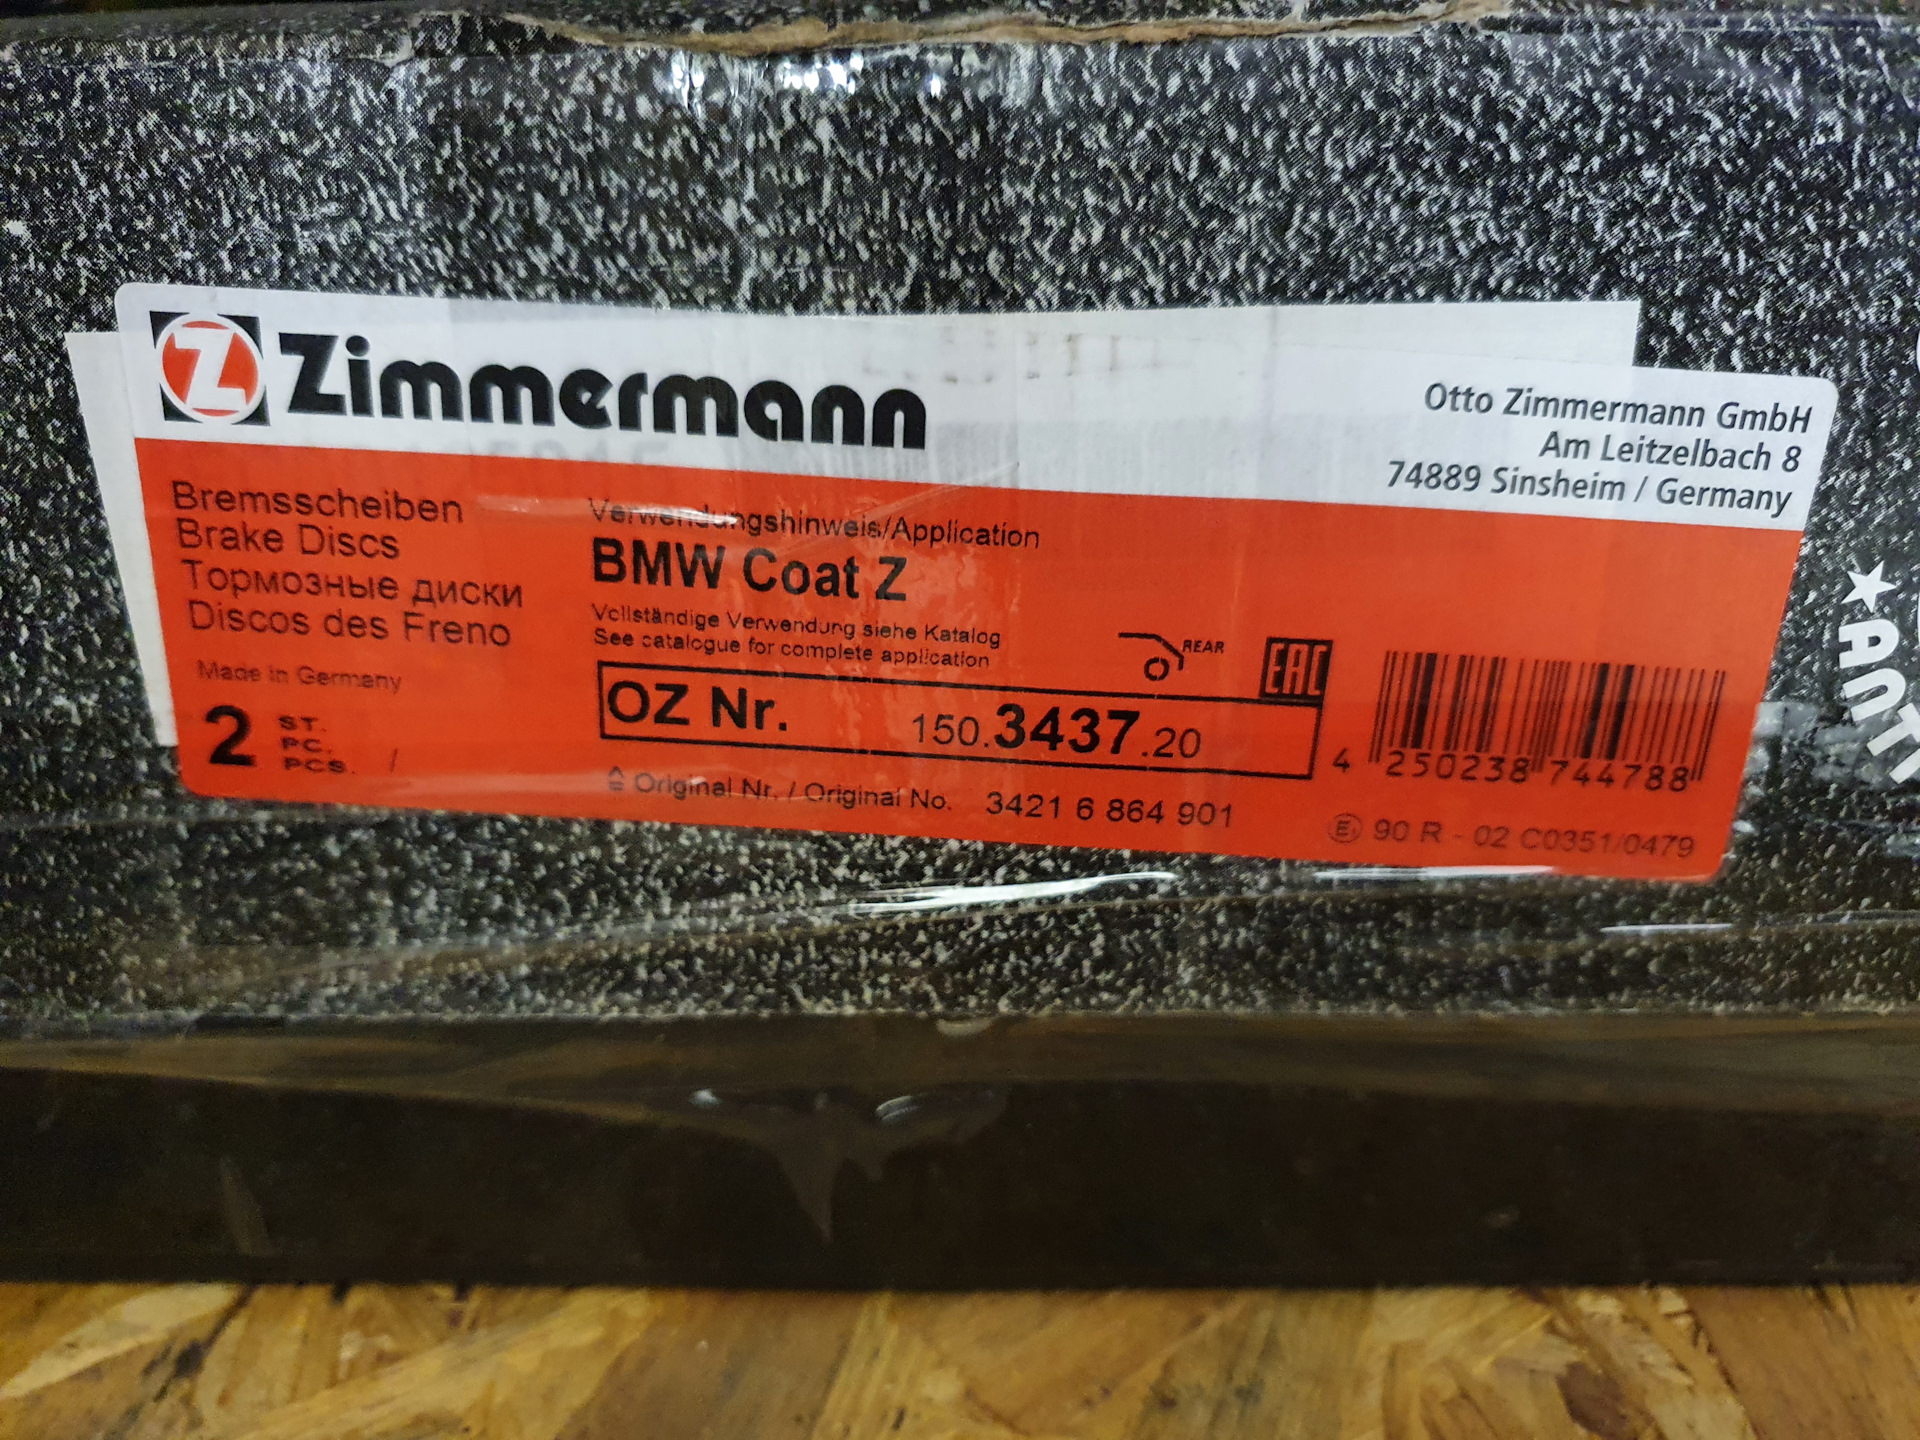 Z Zimmermann
Otto Zimmermann GmbH
Am Leitzelbach 8
74889 Sinsheim / Germany
Bremsscheiben
Brake Discs
Тормозные диски
Discos des Freno
Made in Germany
2 ST.
PC.
PCS. /
Verwendungshinweis/Application
BMW Coat Z
Vollständige Verwendung siehe Katalog
See catalogue for complete application
REAR
EAC
OZ Nr. 150.3437.20
Original Nr. / Original No. 3421 6 864 901
4 250238 744788
E1 90 R - 02 C0351/0479
★ANTI